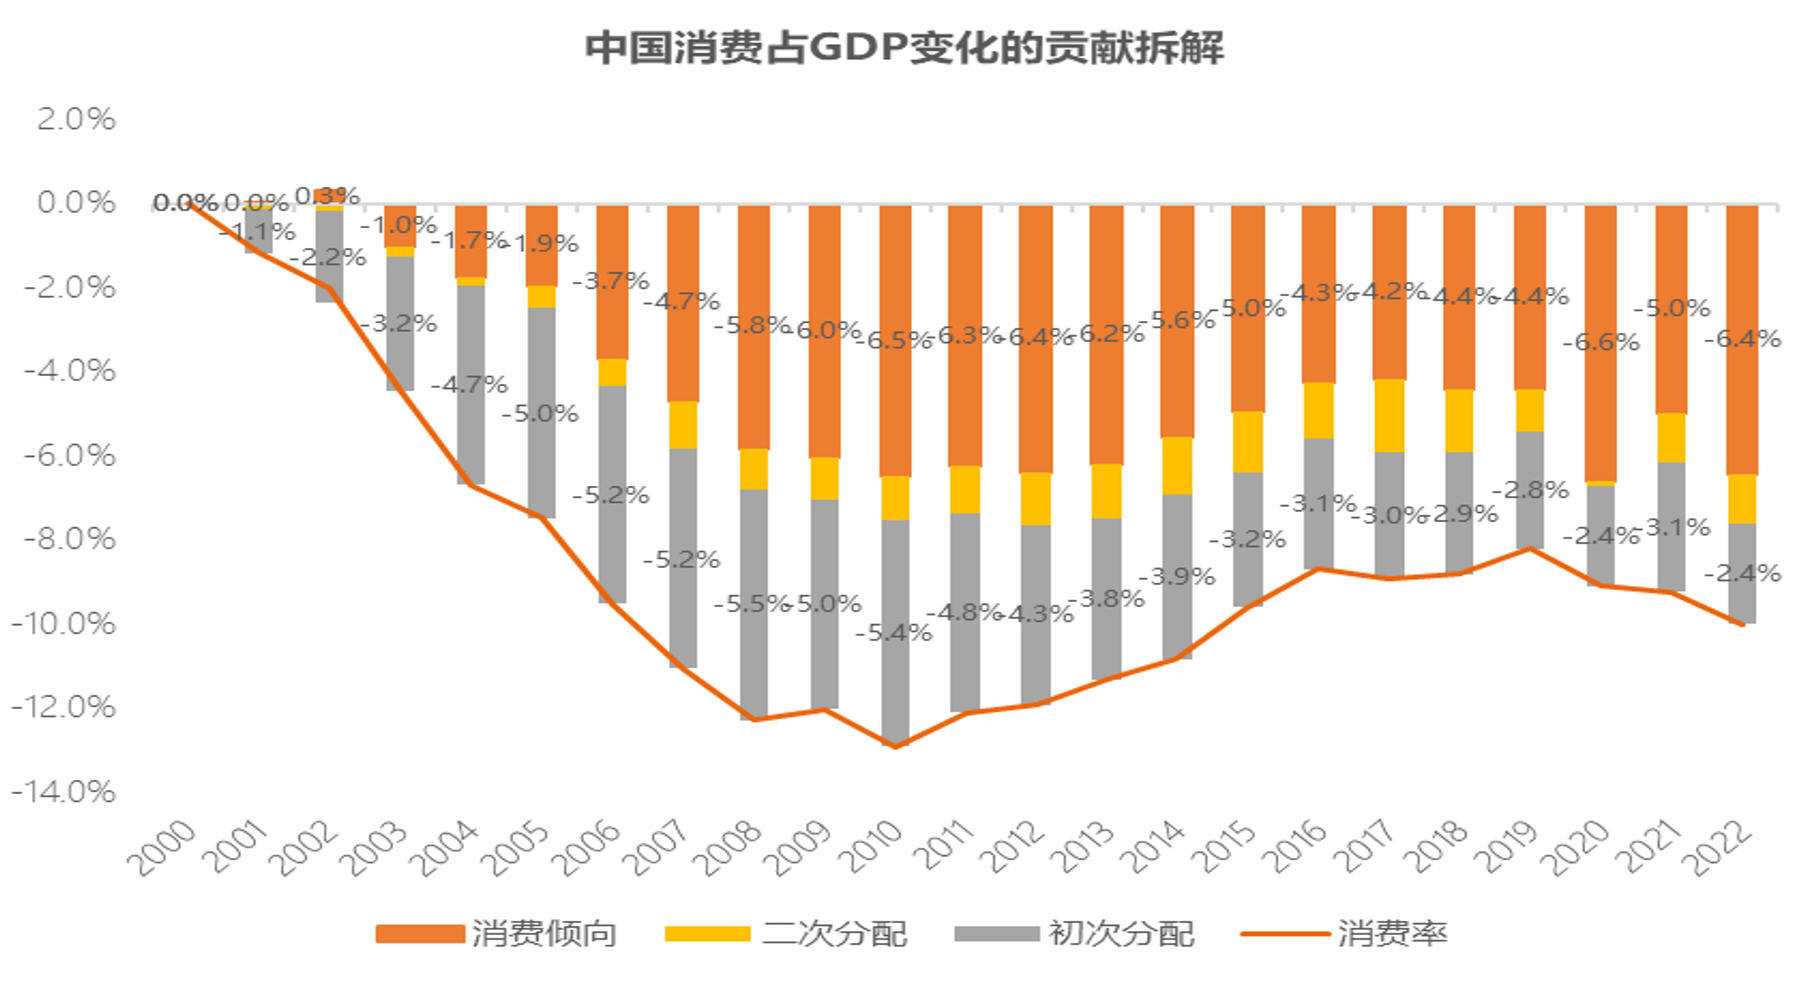 中国消费占GDP变化的贡献拆解
2.0%
0.0%
-2.0%
-4.0%
-6.0%
-8.0%
-10.0%
-12.0%
-14.0%
0.0% 0.0% 0.3% -1.0% -1.7% -1.9% -3.7% -4.7% -5.8% -6.0% -6.5% -6.3% -6.4% -6.2% -5.6% -5.0% -4.3% -4.2% -4.4% -4.4% -6.6% -5.0% -6.4%
-1.1% -2.2% -3.2% -4.7% -5.0% -5.2% -5.2% -5.5% -5.0% -5.4% -4.8% -4.3% -3.8% -3.9% -3.2% -3.1% -3.0% -2.9% -2.8% -2.4% -3.1% -2.4%
2000 2001 2002 2003 2004 2005 2006 2007 2008 2009 2010 2011 2012 2013 2014 2015 2016 2017 2018 2019 2020 2021 2022
消费倾向 二次分配 初次分配 消费率